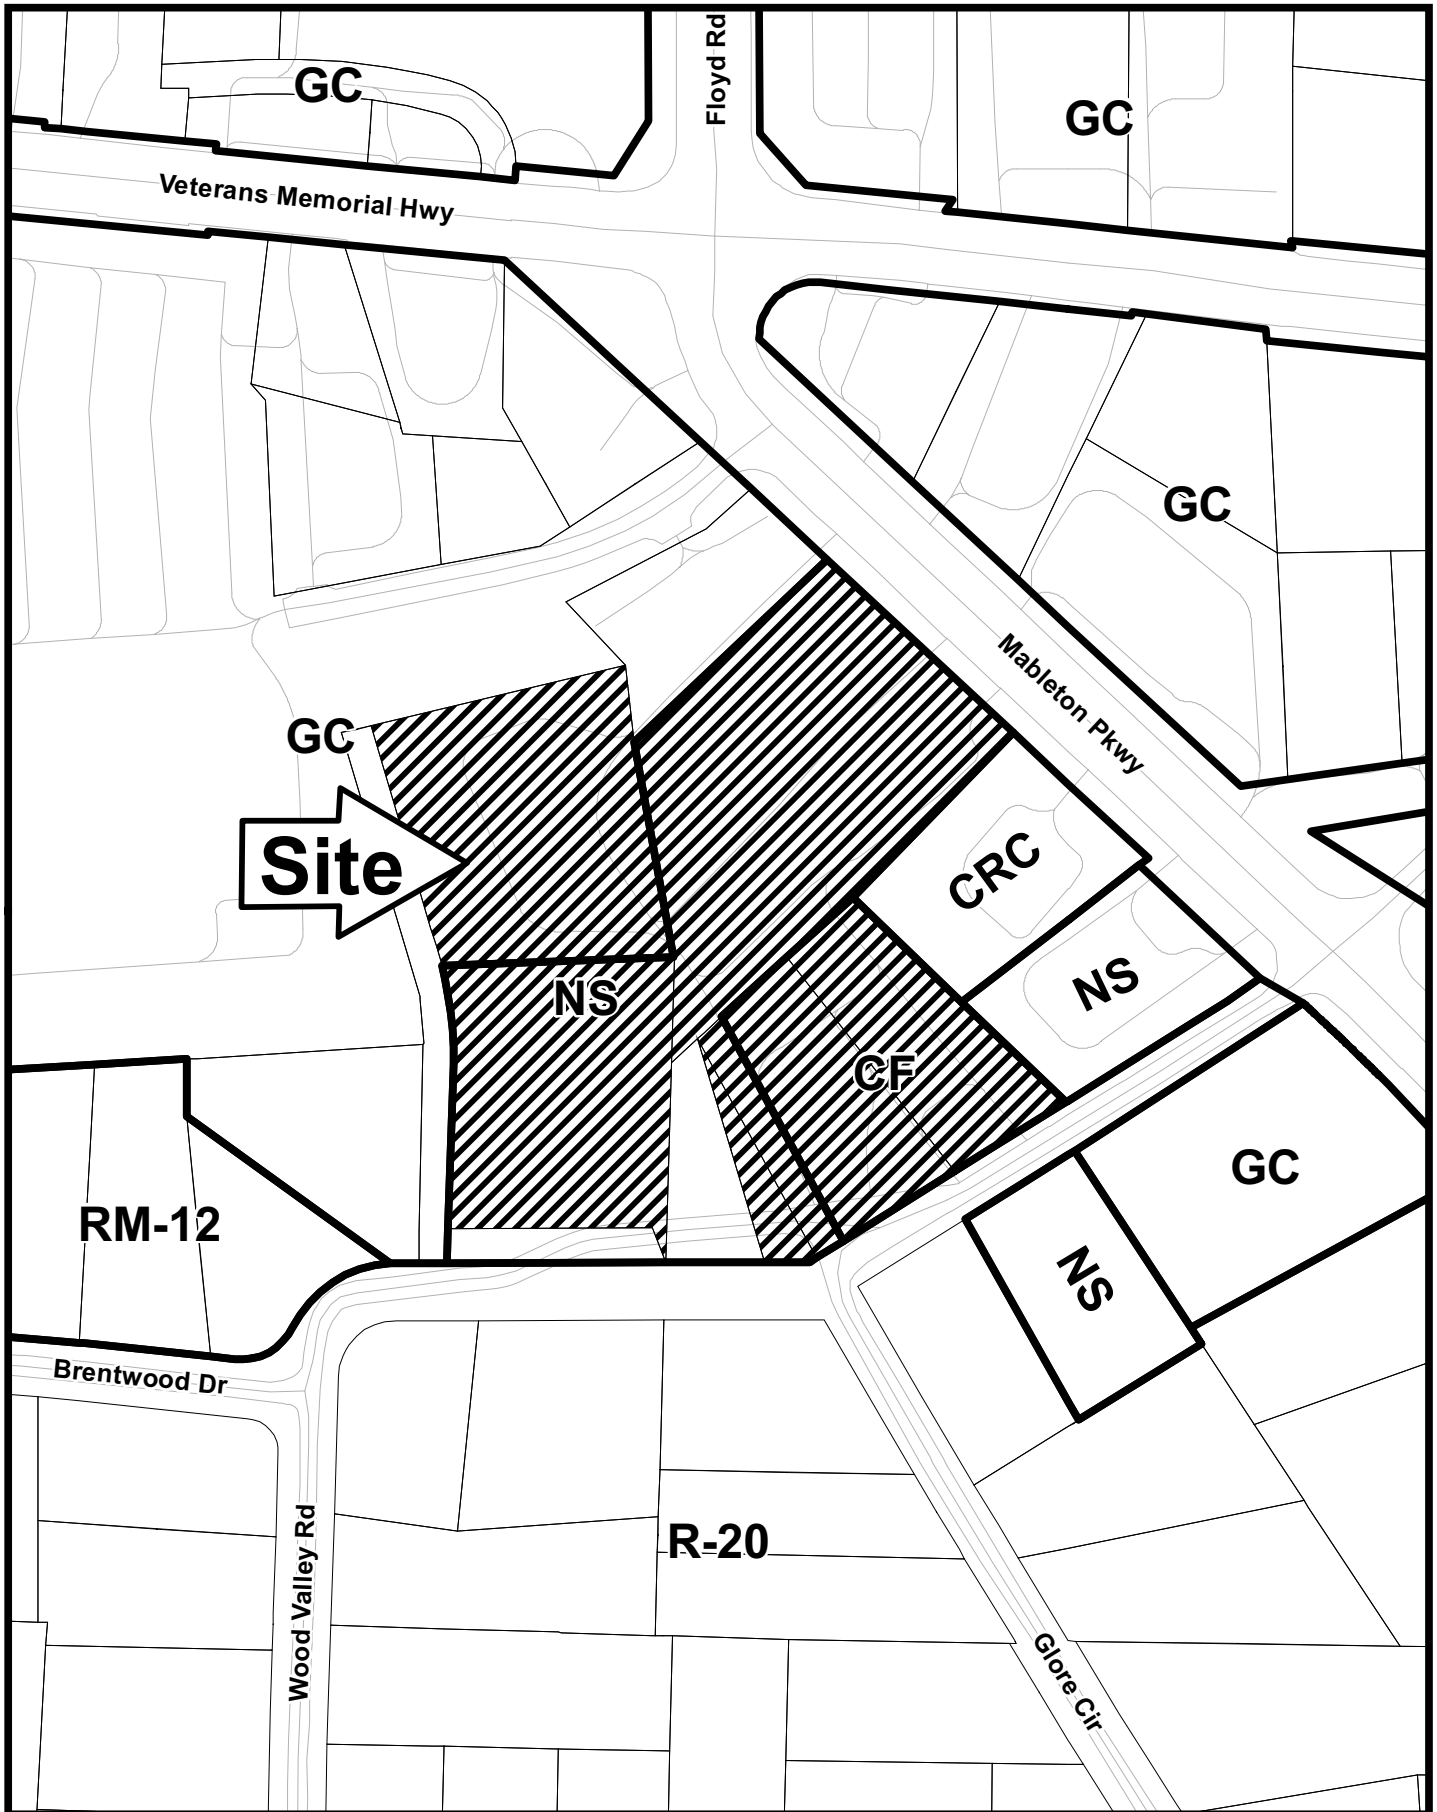 Floyd Rd
GC
GC
Veterans Memorial Hwy
GC
Mableton Pkwy
GC
Site
CRC
NS
NS
CF
GC
RM-12
NS
Brentwood Dr
R-20
Wood Valley Rd
Glore Cir